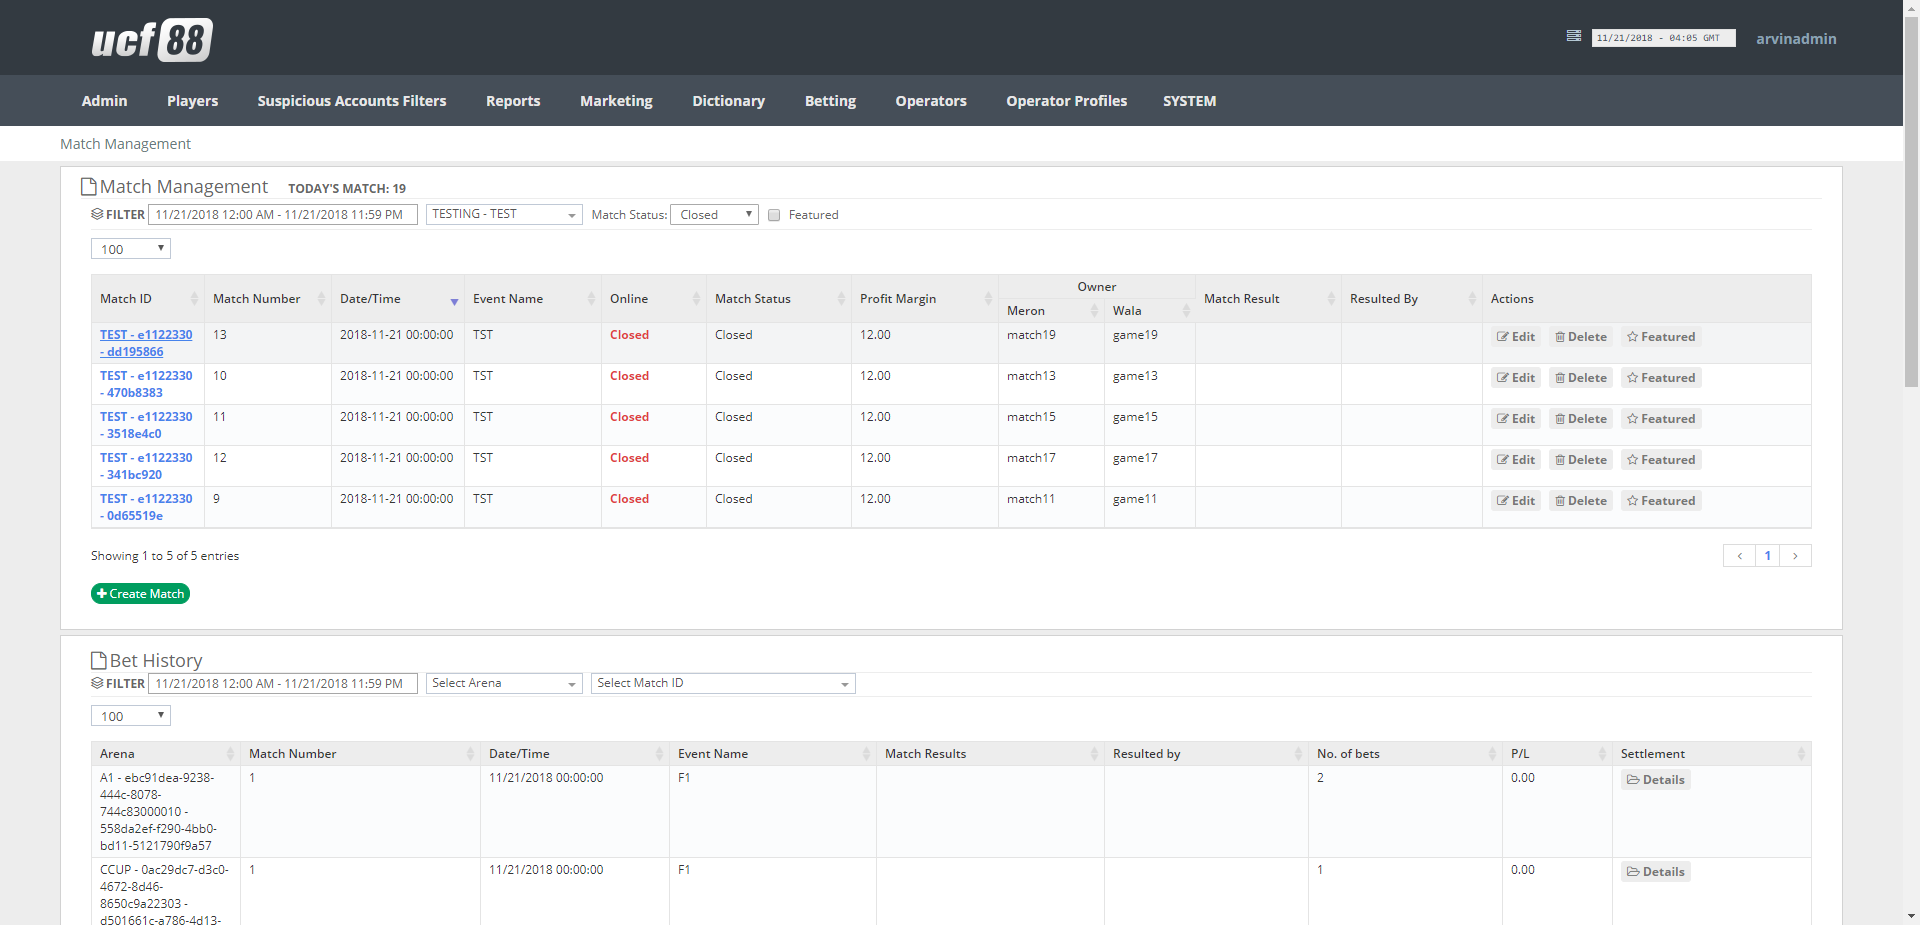 ucf88
11/21/2018 - 04:05 GMT
arvinadmin
Admin Players Suspicious Accounts Filters Reports Marketing Dictionary Betting Operators Operator Profiles SYSTEM
Match Management
Match Management TODAY'S MATCH: 19
FILTER 11/21/2018 12:00 AM - 11/21/2018 11:59 PM TESTING - TEST Match Status: Closed Featured
100
Owner
Match ID Match Number Date/Time Event Name Online Match Status Profit Margin Match Result Resulted By Actions
Meron Wala
TEST - e1122330 13 2018-11-21 00:00:00 TST Closed Closed 12.00 match19 game19 Edit Delete Featured
- dd195866
TEST - e1122330 10 2018-11-21 00:00:00 TST Closed Closed 12.00 match13 game13 Edit Delete Featured
- 470b8383
TEST - e1122330 11 2018-11-21 00:00:00 TST Closed Closed 12.00 match15 game15 Edit Delete Featured
- 3518e4c0
TEST - e1122330 12 2018-11-21 00:00:00 TST Closed Closed 12.00 match17 game17 Edit Delete Featured
- 341bc920
TEST - e1122330 9 2018-11-21 00:00:00 TST Closed Closed 12.00 match11 game11 Edit Delete Featured
- 0d65519e
Showing 1 to 5 of 5 entries
< 1 >
Create Match
Bet History
FILTER 11/21/2018 12:00 AM - 11/21/2018 11:59 PM Select Arena Select Match ID
100
Arena Match Number Date/Time Event Name Match Results Resulted by No. of bets P/L Settlement
A1 - ebc91dea-9238- 1 11/21/2018 00:00:00 F1 2 0.00 Details
444c-8078-
744c83000010 -
558da2ef-f290-4bb0-
bd11-5121790f9a57
CCUP - 0ac29dc7-d3c0- 1 11/21/2018 00:00:00 F1 1 0.00 Details
4672-8d46-
8650c9a22303 -
d501661c-a786-4d13-